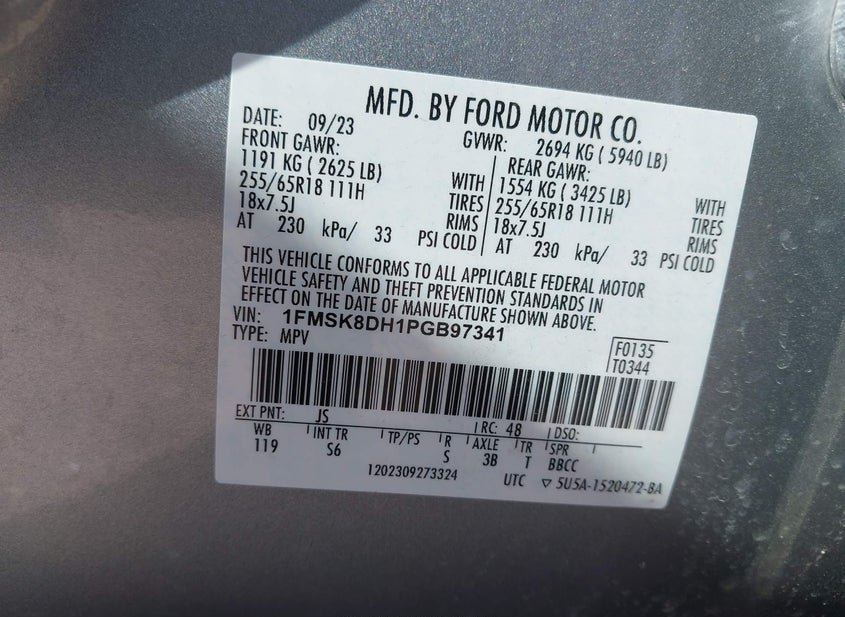 MFD. BY FORD MOTOR CO.
DATE: 09/23 GVWR: 2694 KG ( 5940 LB)
FRONT GAWR: REAR GAWR:
1191 KG ( 2625 LB) WITH 1554 KG ( 3425 LB) WITH
255/65R18 111H TIRES 255/65R18 111H TIRES
18x7.5J RIMS 18x7.5J RIMS
AT 230 kPa/ 33 PSI COLD AT 230 kPa/ 33 PSI COLD
THIS VEHICLE CONFORMS TO ALL APPLICABLE FEDERAL MOTOR
VEHICLE SAFETY AND THEFT PREVENTION STANDARDS IN
EFFECT ON THE DATE OF MANUFACTURE SHOWN ABOVE.
VIN: 1FMSK8DH1PGB97341
TYPE: MPV F0135
T0344
EXT PNT: JS RC: 48 DSO:
WB INT TR TP/PS R AXLE TR SPR
119 S6 S 3B T BBCC
1202309273324 UTC ▽ 5U5A-1520472-BA